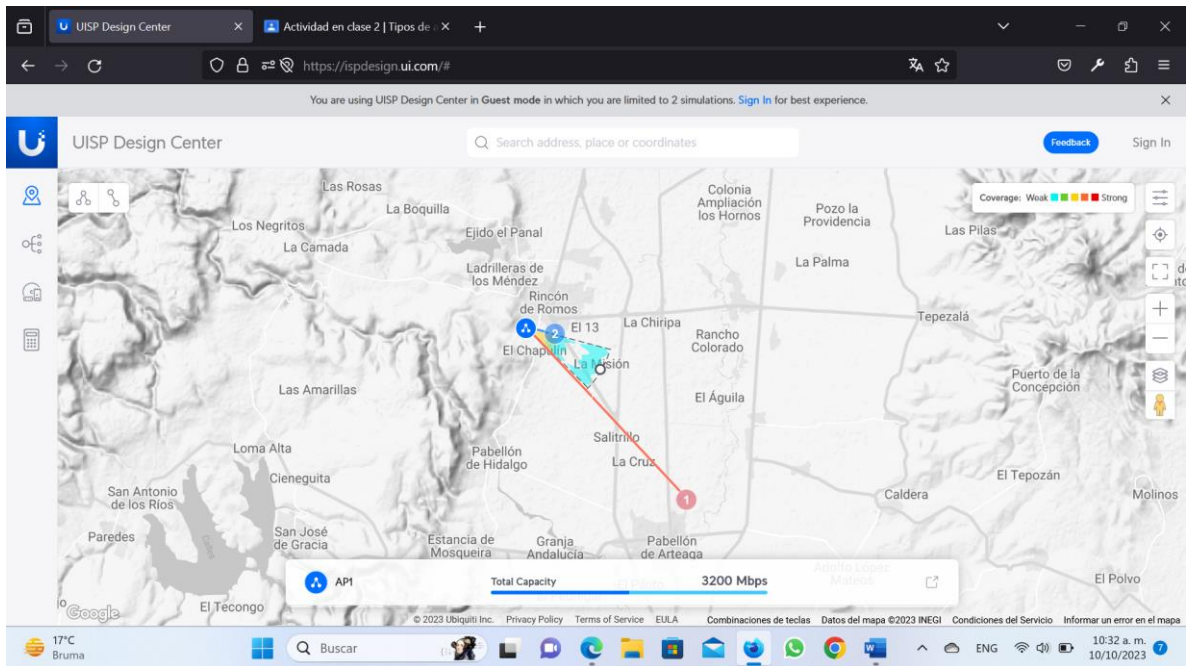 UISP Design Center
Actividad en clase 2 | Tipos de
https://ispdesign.ui.com/#
You are using UISP Design Center in Guest mode in which you are limited to 2 simulations. Sign In for best experience.
UISP Design Center
Search address, place or coordinates
Feedback
Sign In
Coverage: Weak Strong
Las Rosas
La Boquilla
Colonia
Ampliación
los Hornos
Pozo la
Providencia
Los Negritos
La Camada
Ejido el Panal
Las Pilas
Ladrilleras de
los Méndez
La Palma
Rincón
de Romos
2
El 13
La Chiripa
Tepezalá
Rancho
Colorado
El Chapulín
La Misión
Puerto de la
Concepción
Las Amarillas
El Águila
Salitrillo
Loma Alta
Pabellón
de Hidalgo
La Cruz
Cieneguita
El Tepozán
San Antonio
de los Ríos
1
Caldera
Molinos
Paredes
San José
de Gracia
Estancia de
Mosqueira
Granja
Andalucía
Pabellón
de Arteaga
Adolfo López
Mateos
AP1
Total Capacity
3200 Mbps
El Piloto
El Polvo
Google
El Tecongo
© 2023 Ubiquiti Inc. Privacy Policy Terms of Service EULA
Combinaciones de teclas Datos del mapa ©2023 INEGI Condiciones del Servicio Informar un error en el mapa
17°C
Bruma
Buscar
ENG
10:32 a. m.
10/10/2023
7